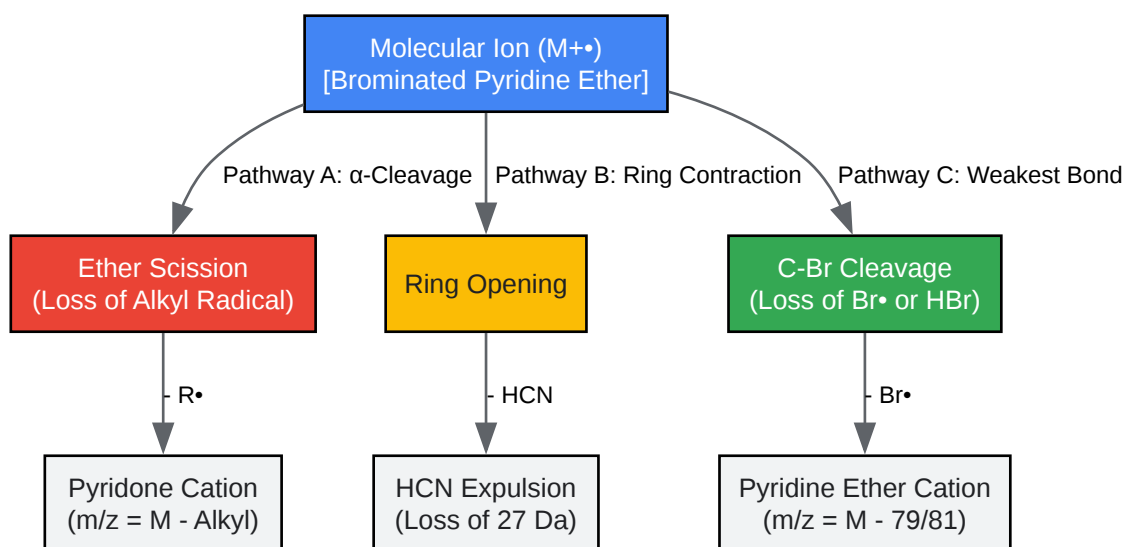 Molecular Ion (M+•)
[Brominated Pyridine Ether]
Pathway A: α-Cleavage
Pathway B: Ring Contraction
Pathway C: Weakest Bond
Ether Scission
(Loss of Alkyl Radical)
Ring Opening
C-Br Cleavage
(Loss of Br• or HBr)
- R•
- HCN
- Br•
Pyridone Cation
(m/z = M - Alkyl)
HCN Expulsion
(Loss of 27 Da)
Pyridine Ether Cation
(m/z = M - 79/81)